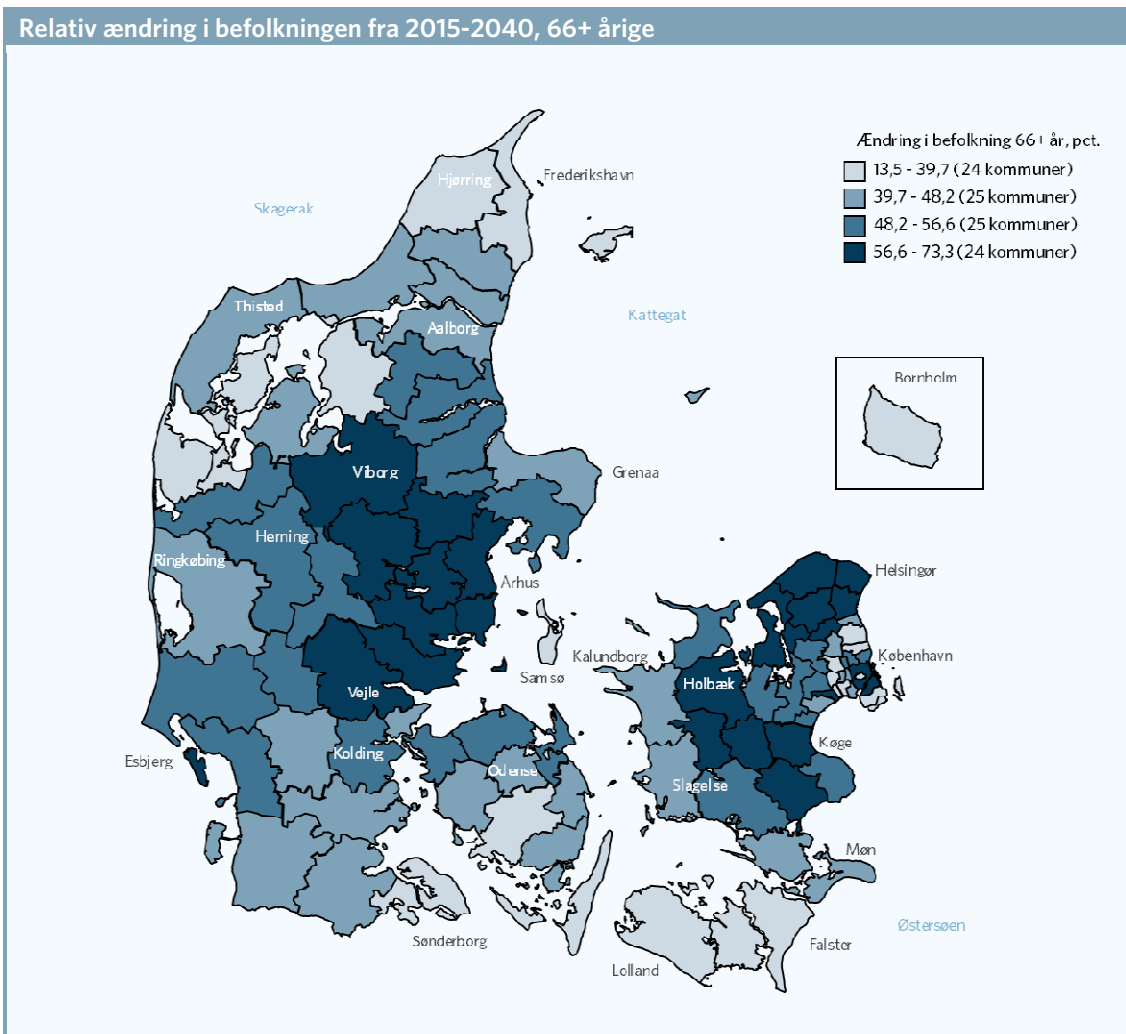 Relativ ændring i befolkningen fra 2015-2040, 66+ årige
Ændring i befolkning 66+ år, pct.
13,5 - 39,7 (24 kommuner)
39,7 - 48,2 (25 kommuner)
48,2 - 56,6 (25 kommuner)
56,6 - 73,3 (24 kommuner)
Hjørring
Frederikshavn
Skagerak
Thisted
Kattegat
Aalborg
Bornholm
Viborg
Grenaa
Herning
Ringkøbing
Helsingør
Århus
Kalundborg
København
Samsø
Holbæk
Vejle
Køge
Kolding
Esbjerg
Odense
Slagelse
Møn
Østersøen
Sønderborg
Falster
Lolland